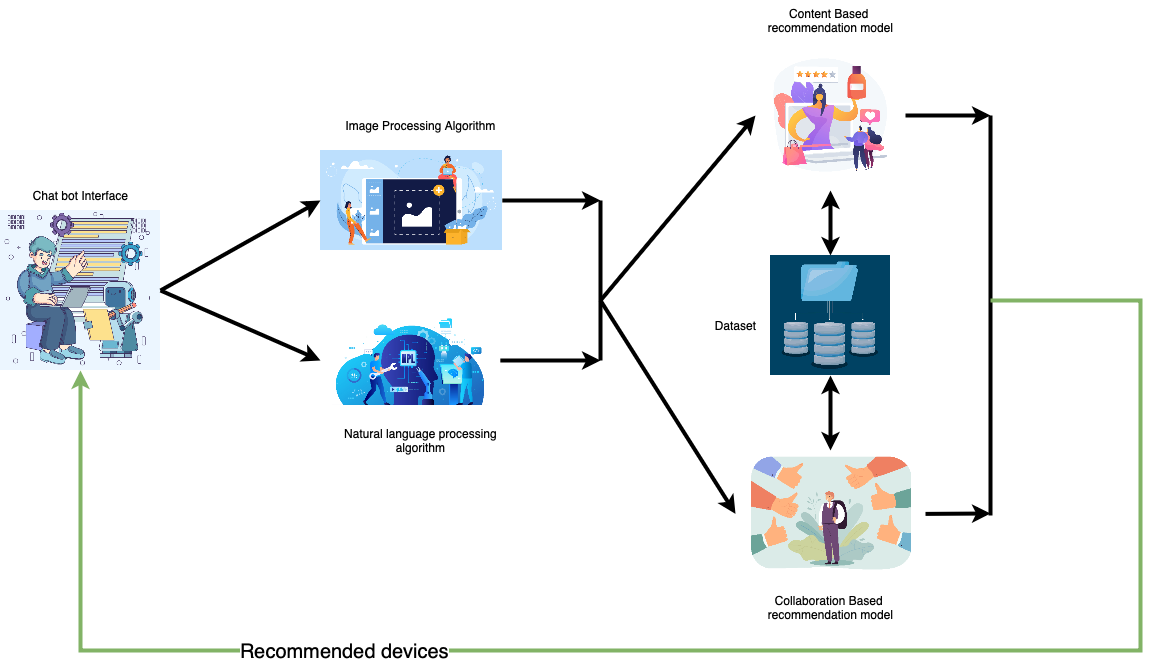 Content Based
recommendation model
Image Processing Algorithm
Chat bot Interface
Dataset
NPL
Natural language processing
algorithm
Collaboration Based
recommendation model
Recommended devices